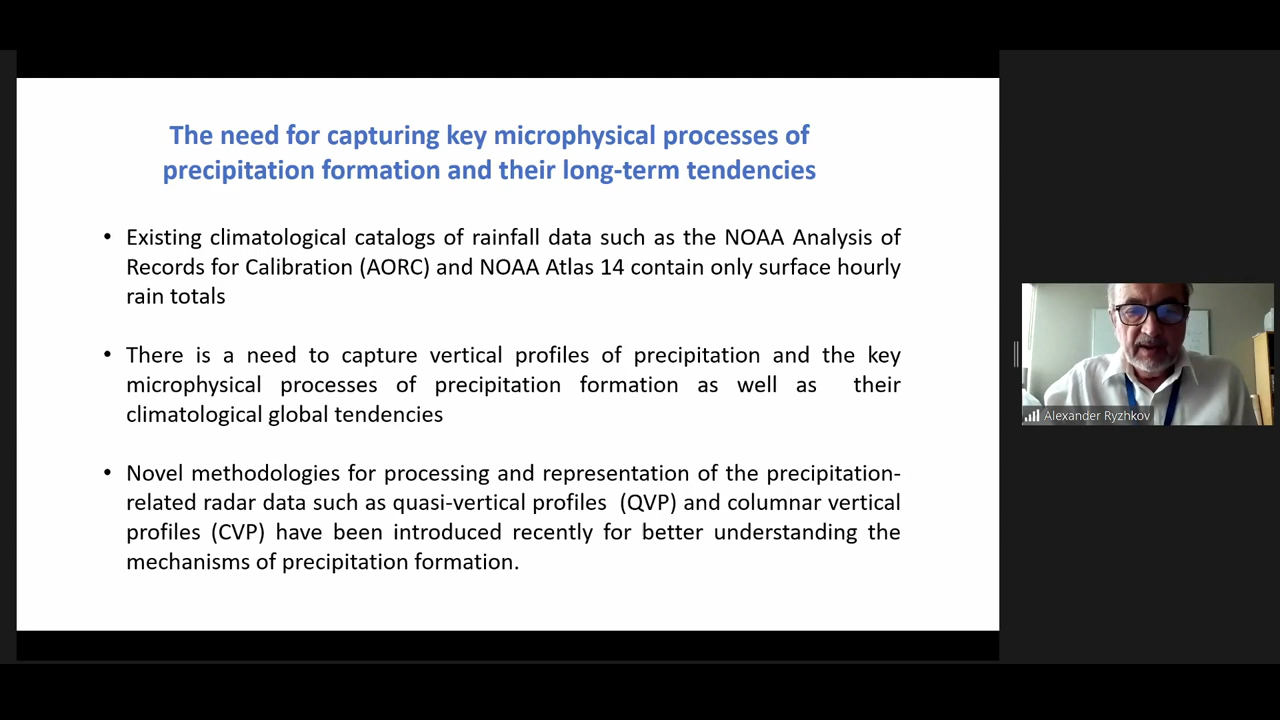 The need for capturing key microphysical processes of
precipitation formation and their long-term tendencies
• Existing climatological catalogs of rainfall data such as the NOAA Analysis of
Records for Calibration (AORC) and NOAA Atlas 14 contain only surface hourly
rain totals
• There is a need to capture vertical profiles of precipitation and the key
microphysical processes of precipitation formation as well as their
climatological global tendencies
• Novel methodologies for processing and representation of the precipitation-
related radar data such as quasi-vertical profiles (QVP) and columnar vertical
profiles (CVP) have been introduced recently for better understanding the
mechanisms of precipitation formation.
Alexander Ryzhkov